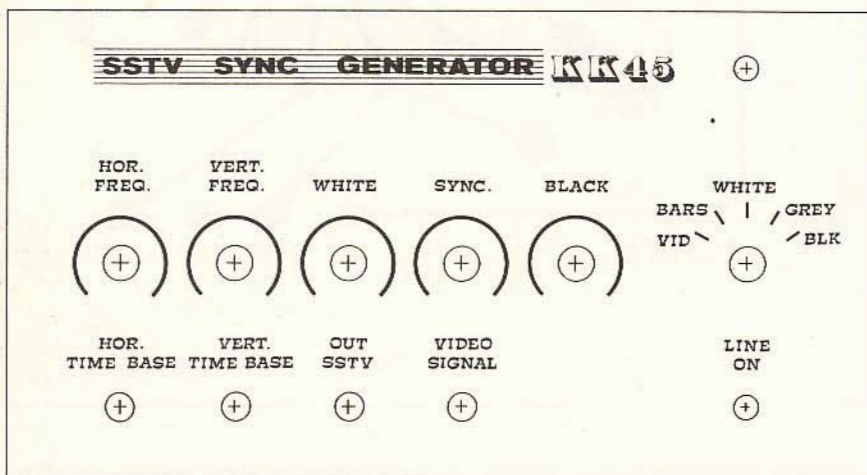 SSTV SYNC GENERATOR KK45
HOR.
FREQ.
VERT.
FREQ.
WHITE
SYNC.
BLACK
WHITE
BARS
GREY
VID
BLK
HOR.
TIME BASE
VERT.
TIME BASE
OUT
SSTV
VIDEO
SIGNAL
LINE
ON